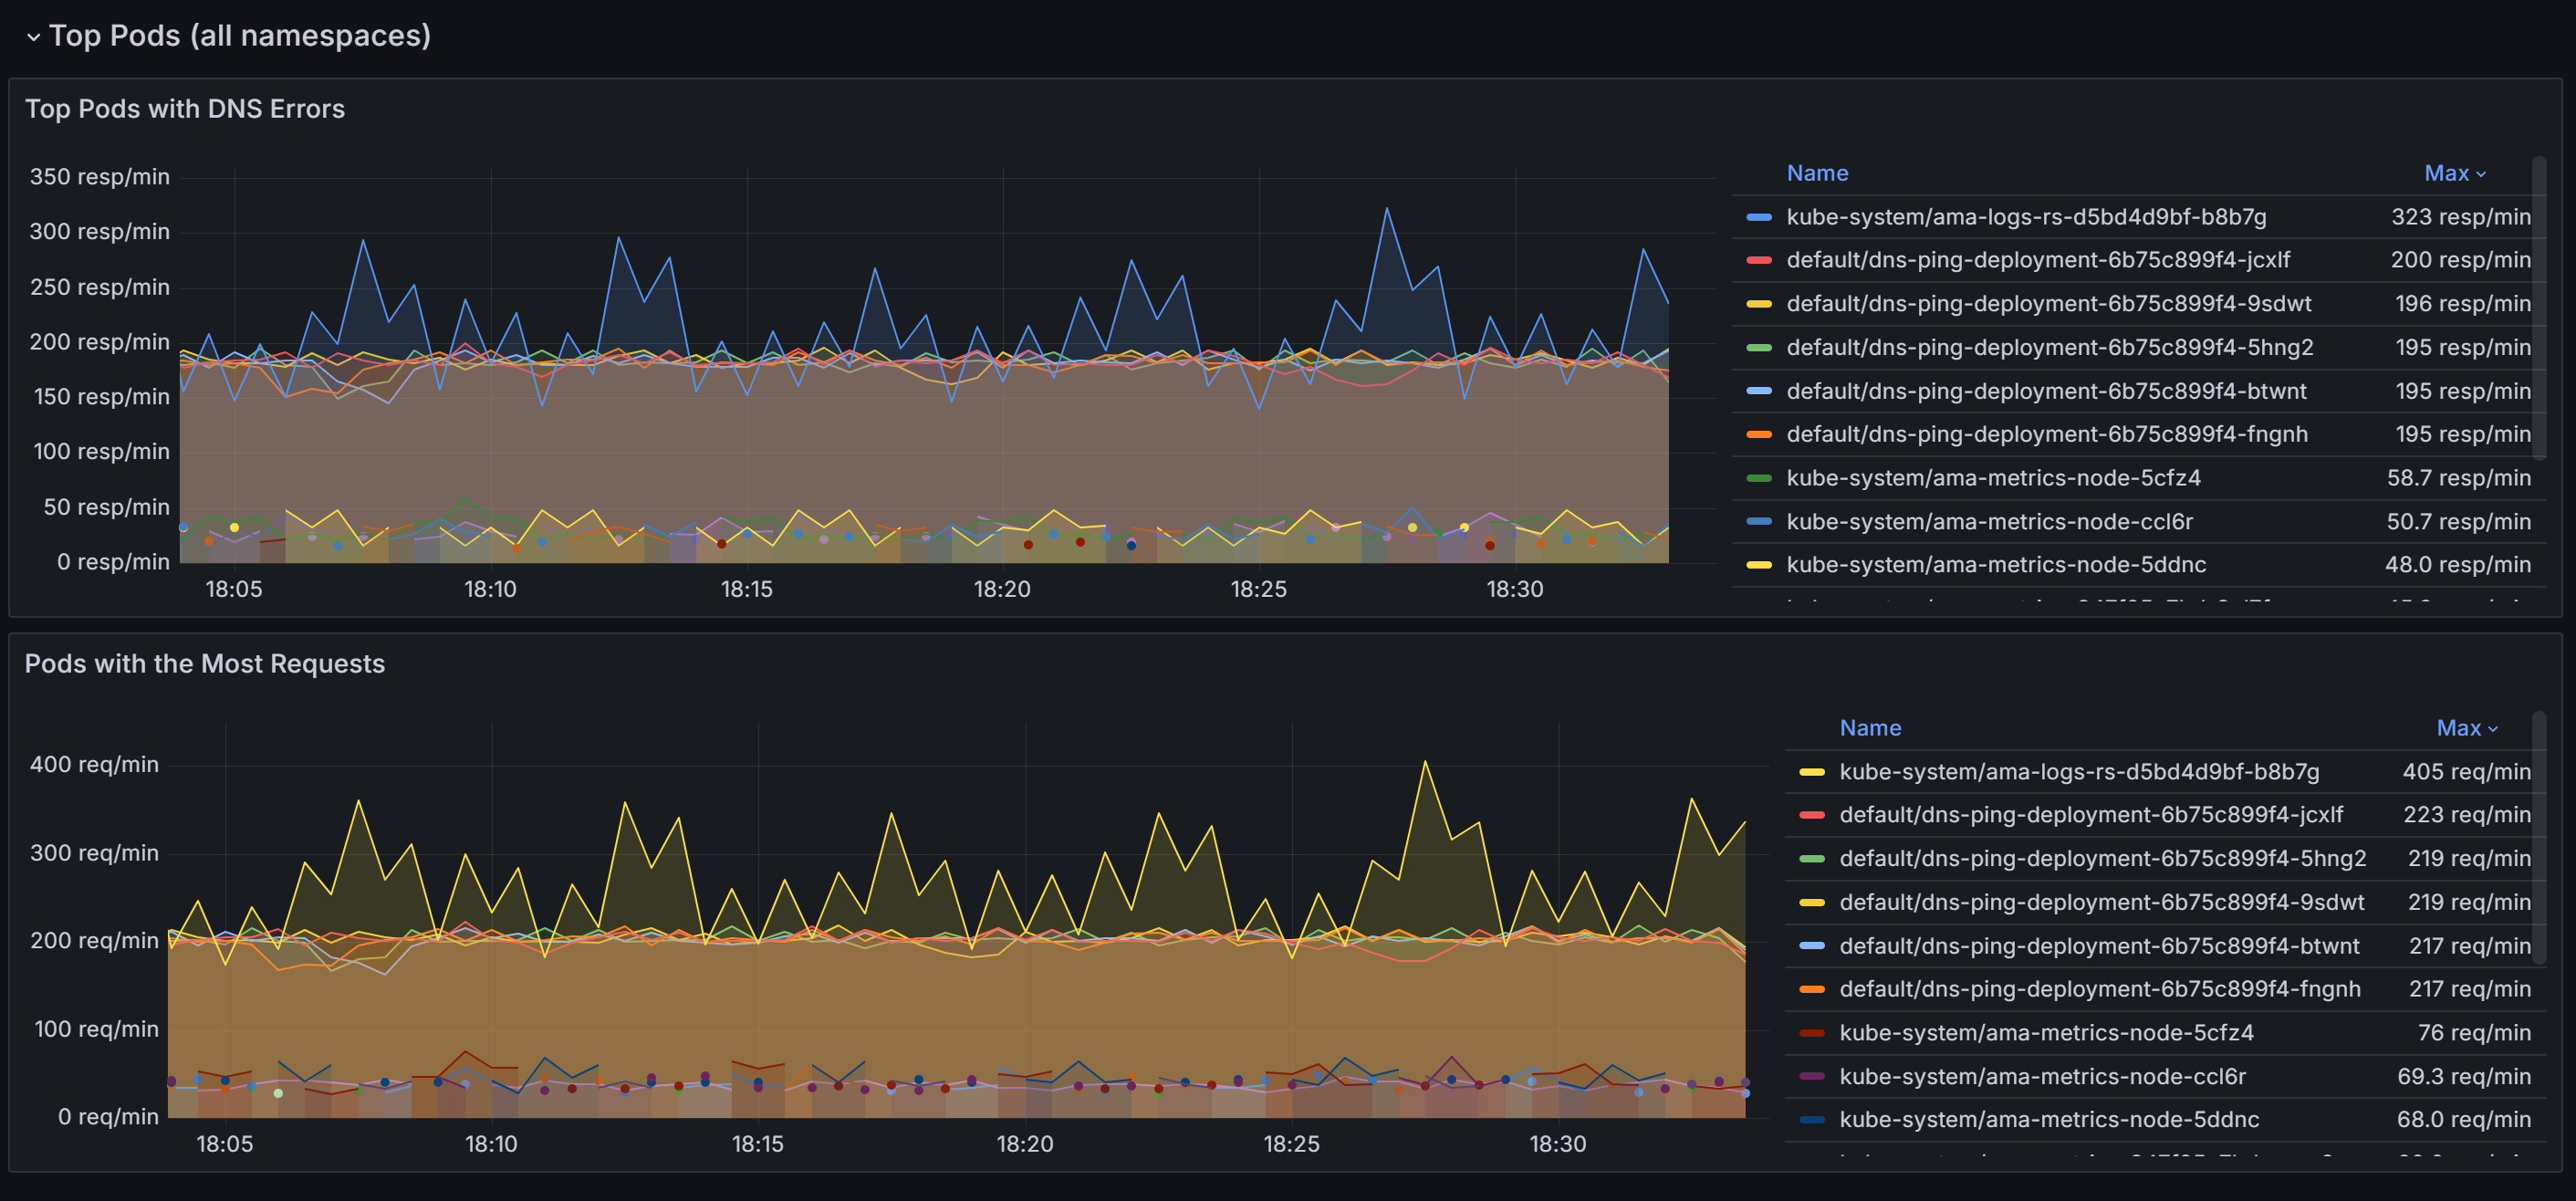 Top Pods (all namespaces)
Top Pods with DNS Errors
350 resp/min
300 resp/min
250 resp/min
200 resp/min
150 resp/min
100 resp/min
50 resp/min
0 resp/min
18:05 18:10 18:15 18:20 18:25 18:30
Name Max
kube-system/ama-logs-rs-d5bd4d9bf-b8b7g 323 resp/min
default/dns-ping-deployment-6b75c899f4-jcxlf 200 resp/min
default/dns-ping-deployment-6b75c899f4-9sdwt 196 resp/min
default/dns-ping-deployment-6b75c899f4-5hng2 195 resp/min
default/dns-ping-deployment-6b75c899f4-btwnt 195 resp/min
default/dns-ping-deployment-6b75c899f4-fngnh 195 resp/min
kube-system/ama-metrics-node-5cfz4 58.7 resp/min
kube-system/ama-metrics-node-ccl6r 50.7 resp/min
kube-system/ama-metrics-node-5ddnc 48.0 resp/min
Pods with the Most Requests
400 req/min
300 req/min
200 req/min
100 req/min
0 req/min
18:05 18:10 18:15 18:20 18:25 18:30
Name Max
kube-system/ama-logs-rs-d5bd4d9bf-b8b7g 405 req/min
default/dns-ping-deployment-6b75c899f4-jcxlf 223 req/min
default/dns-ping-deployment-6b75c899f4-5hng2 219 req/min
default/dns-ping-deployment-6b75c899f4-9sdwt 219 req/min
default/dns-ping-deployment-6b75c899f4-btwnt 217 req/min
default/dns-ping-deployment-6b75c899f4-fngnh 217 req/min
kube-system/ama-metrics-node-5cfz4 76 req/min
kube-system/ama-metrics-node-ccl6r 69.3 req/min
kube-system/ama-metrics-node-5ddnc 68.0 req/min